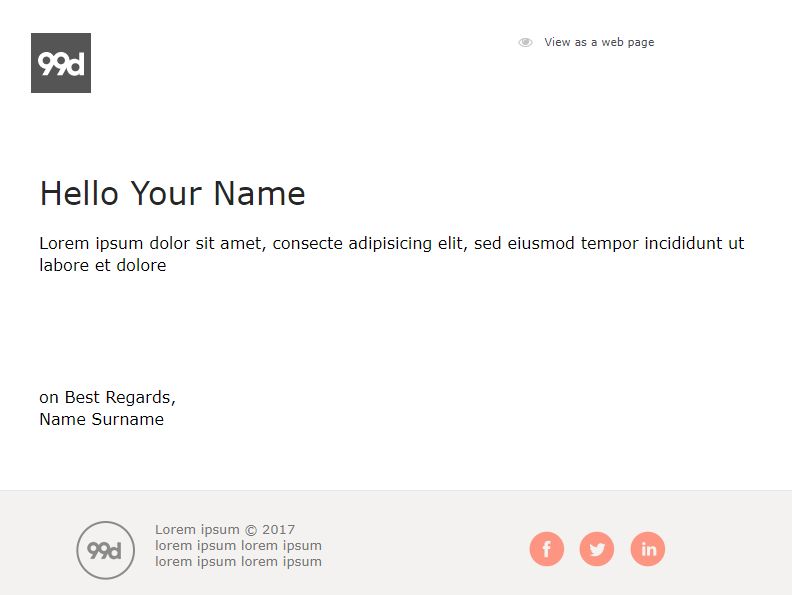 99d
View as a web page
Hello Your Name
Lorem ipsum dolor sit amet, consecte adipisicing elit, sed eiusmod tempor incididunt ut
labore et dolore
on Best Regards,
Name Surname
99d
Lorem ipsum © 2017
lorem ipsum lorem ipsum
lorem ipsum lorem ipsum
f
in